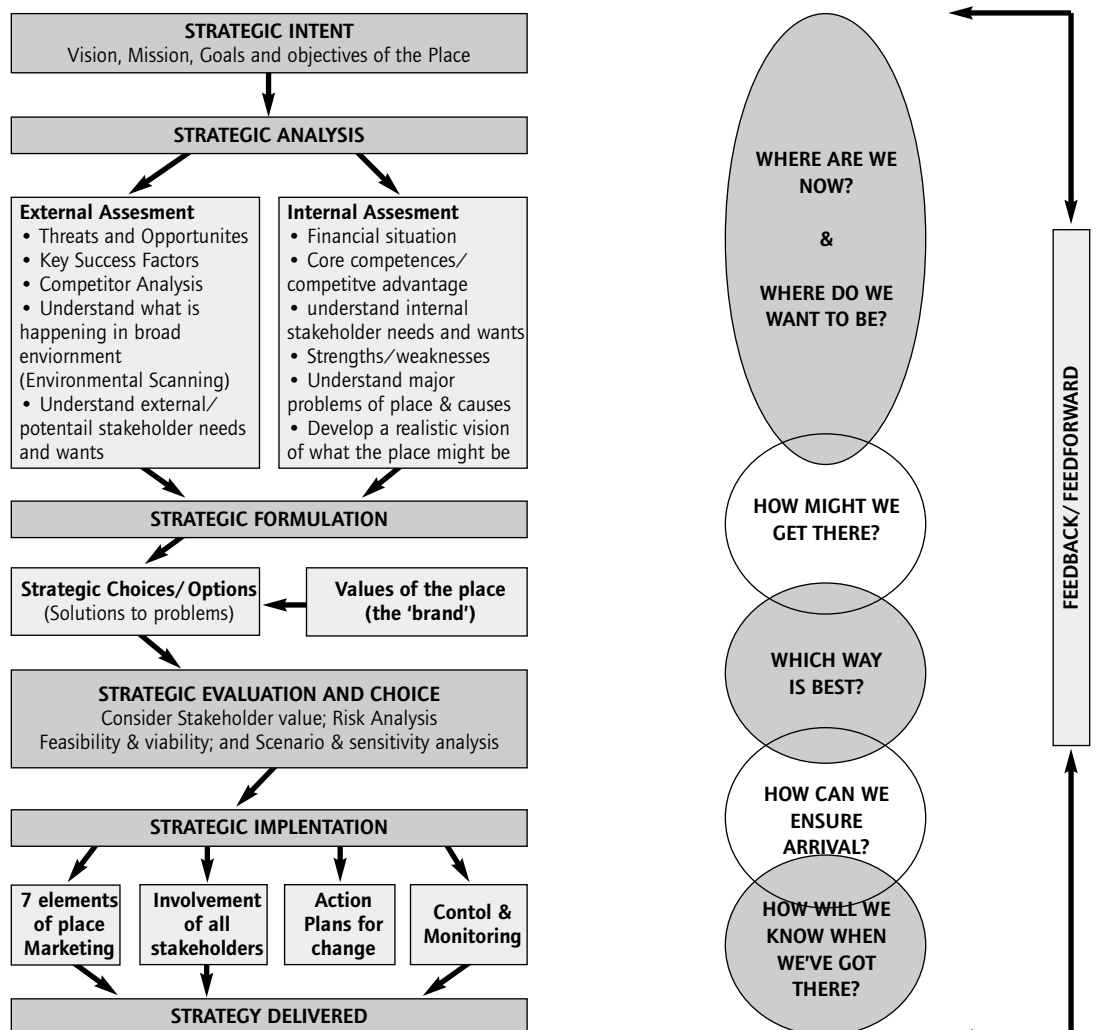 STRATEGIC INTENT
Vision, Mission, Goals and objectives of the Place
STRATEGIC ANALYSIS
External Assesment
• Threats and Opportunites
• Key Success Factors
• Competitor Analysis
• Understand what is
happening in broad
enviornment
(Environmental Scanning)
• Understand external/
potentail stakeholder needs
and wants
Internal Assesment
• Financial situation
• Core competences/
competitve advantage
• understand internal
stakeholder needs and wants
• Strengths/weaknesses
• Understand major
problems of place & causes
• Develop a realistic vision
of what the place might be
STRATEGIC FORMULATION
Strategic Choices/Options
(Solutions to problems)
Values of the place
(the ‘brand’)
STRATEGIC EVALUATION AND CHOICE
Consider Stakeholder value; Risk Analysis
Feasibility & viability; and Scenario & sensitivity analysis
STRATEGIC IMPLENTATION
7 elements
of place
Marketing
Involvement
of all
stakeholders
Action
Plans for
change
Contol &
Monitoring
STRATEGY DELIVERED
WHERE ARE WE
NOW?
&
WHERE DO WE
WANT TO BE?
HOW MIGHT WE
GET THERE?
WHICH WAY
IS BEST?
HOW CAN WE
ENSURE
ARRIVAL?
HOW WILL WE
KNOW WHEN
WE’VE GOT
THERE?
FEEDBACK/ FEEDFORWARD